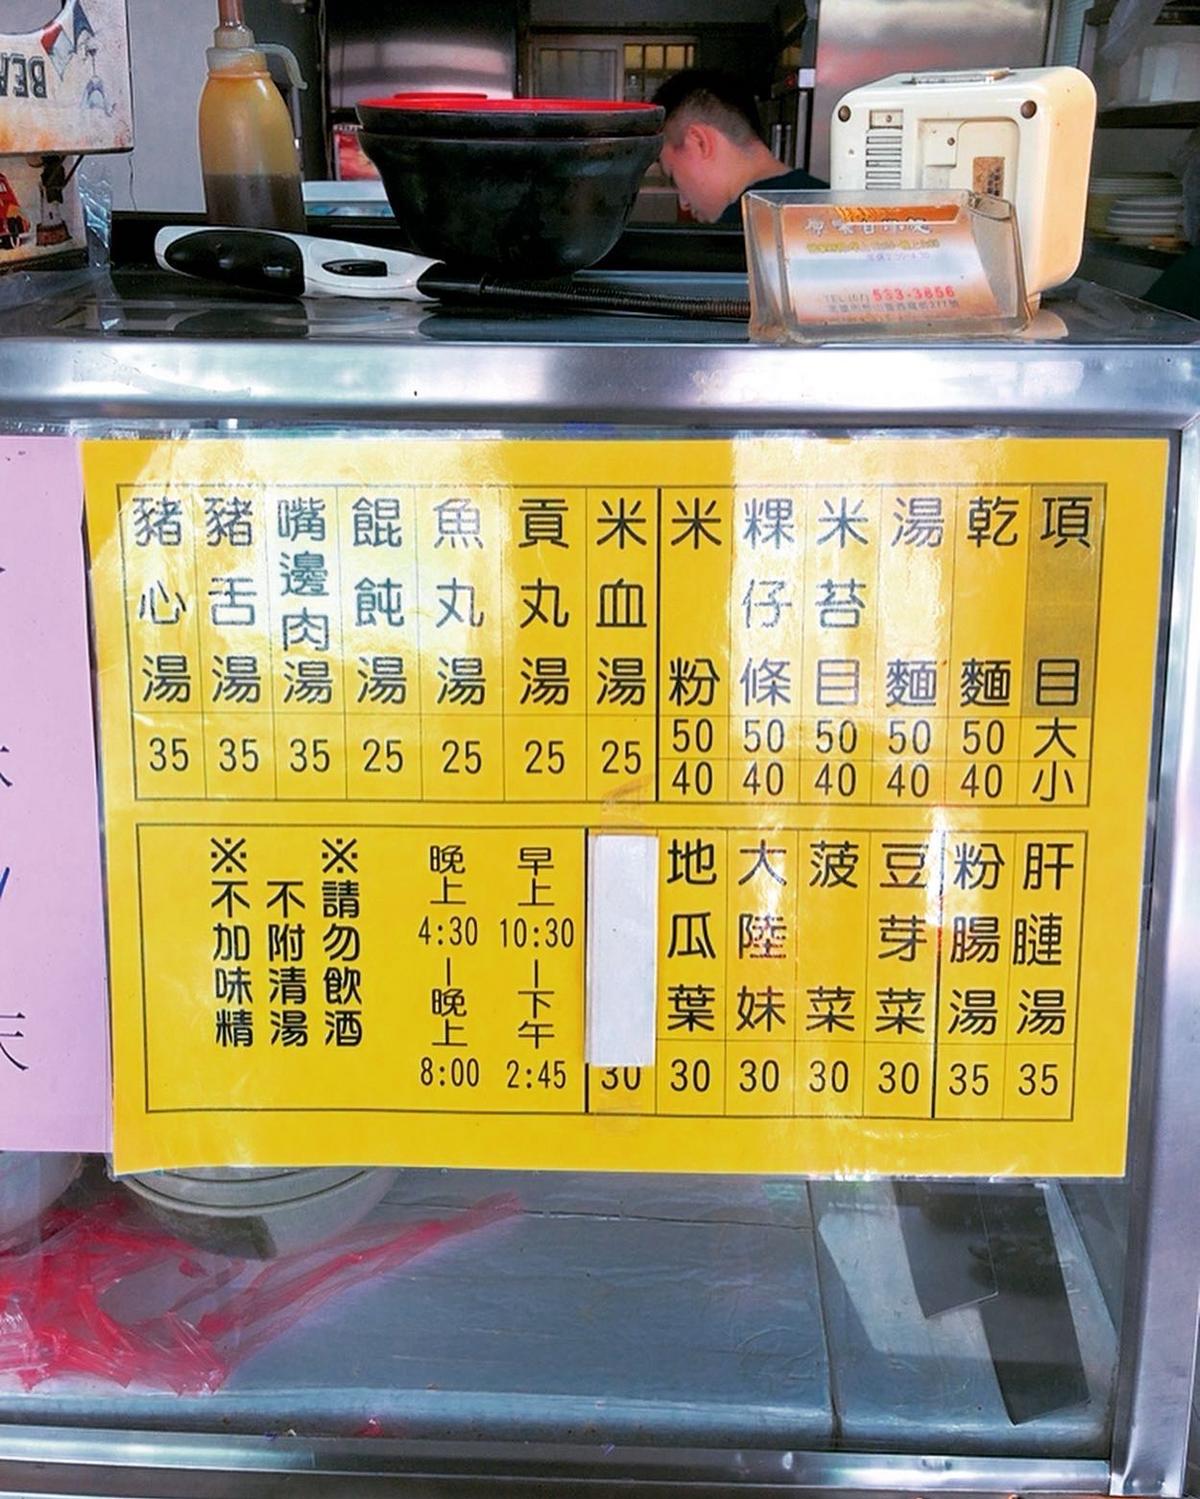 533-3856
項目 大 小
乾麵 50 40
湯麵 50 40
米苔目 50 40
粿仔條 50 40
米粉 50 40
米血湯 25
貢丸湯 25
魚丸湯 25
餛飩湯 25
嘴邊肉湯 35
豬舌湯 35
豬心湯 35
肝腱湯 35
粉腸湯 35
豆芽菜 30
菠菜 30
大陸妹 30
地瓜葉 30
30
早上10:30-下午2:45
晚上4:30-晚上8:00
※請勿飲酒
不附清湯
※不加味精